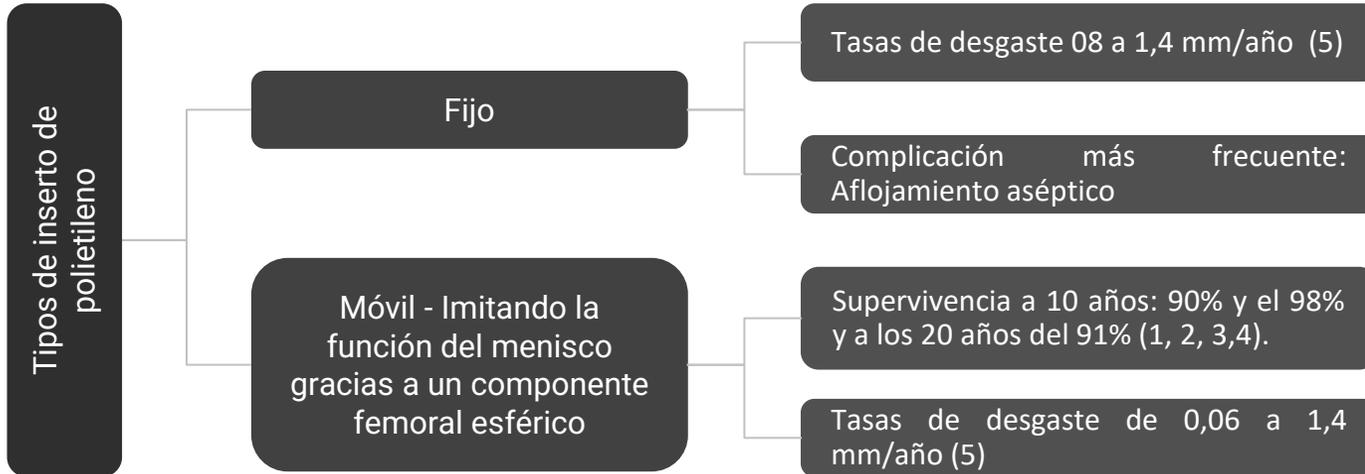 Tipos de inserto de
polietileno
Fijo
Tasas de desgaste 08 a 1,4 mm/año (5)
Complicación más frecuente:
Aflojamiento aséptico
Móvil - Imitando la
función del menisco
gracias a un componente
femoral esférico
Supervivencia a 10 años: 90% y el 98%
y a los 20 años del 91% (1, 2, 3,4).
Tasas de desgaste de 0,06 a 1,4
mm/año (5)